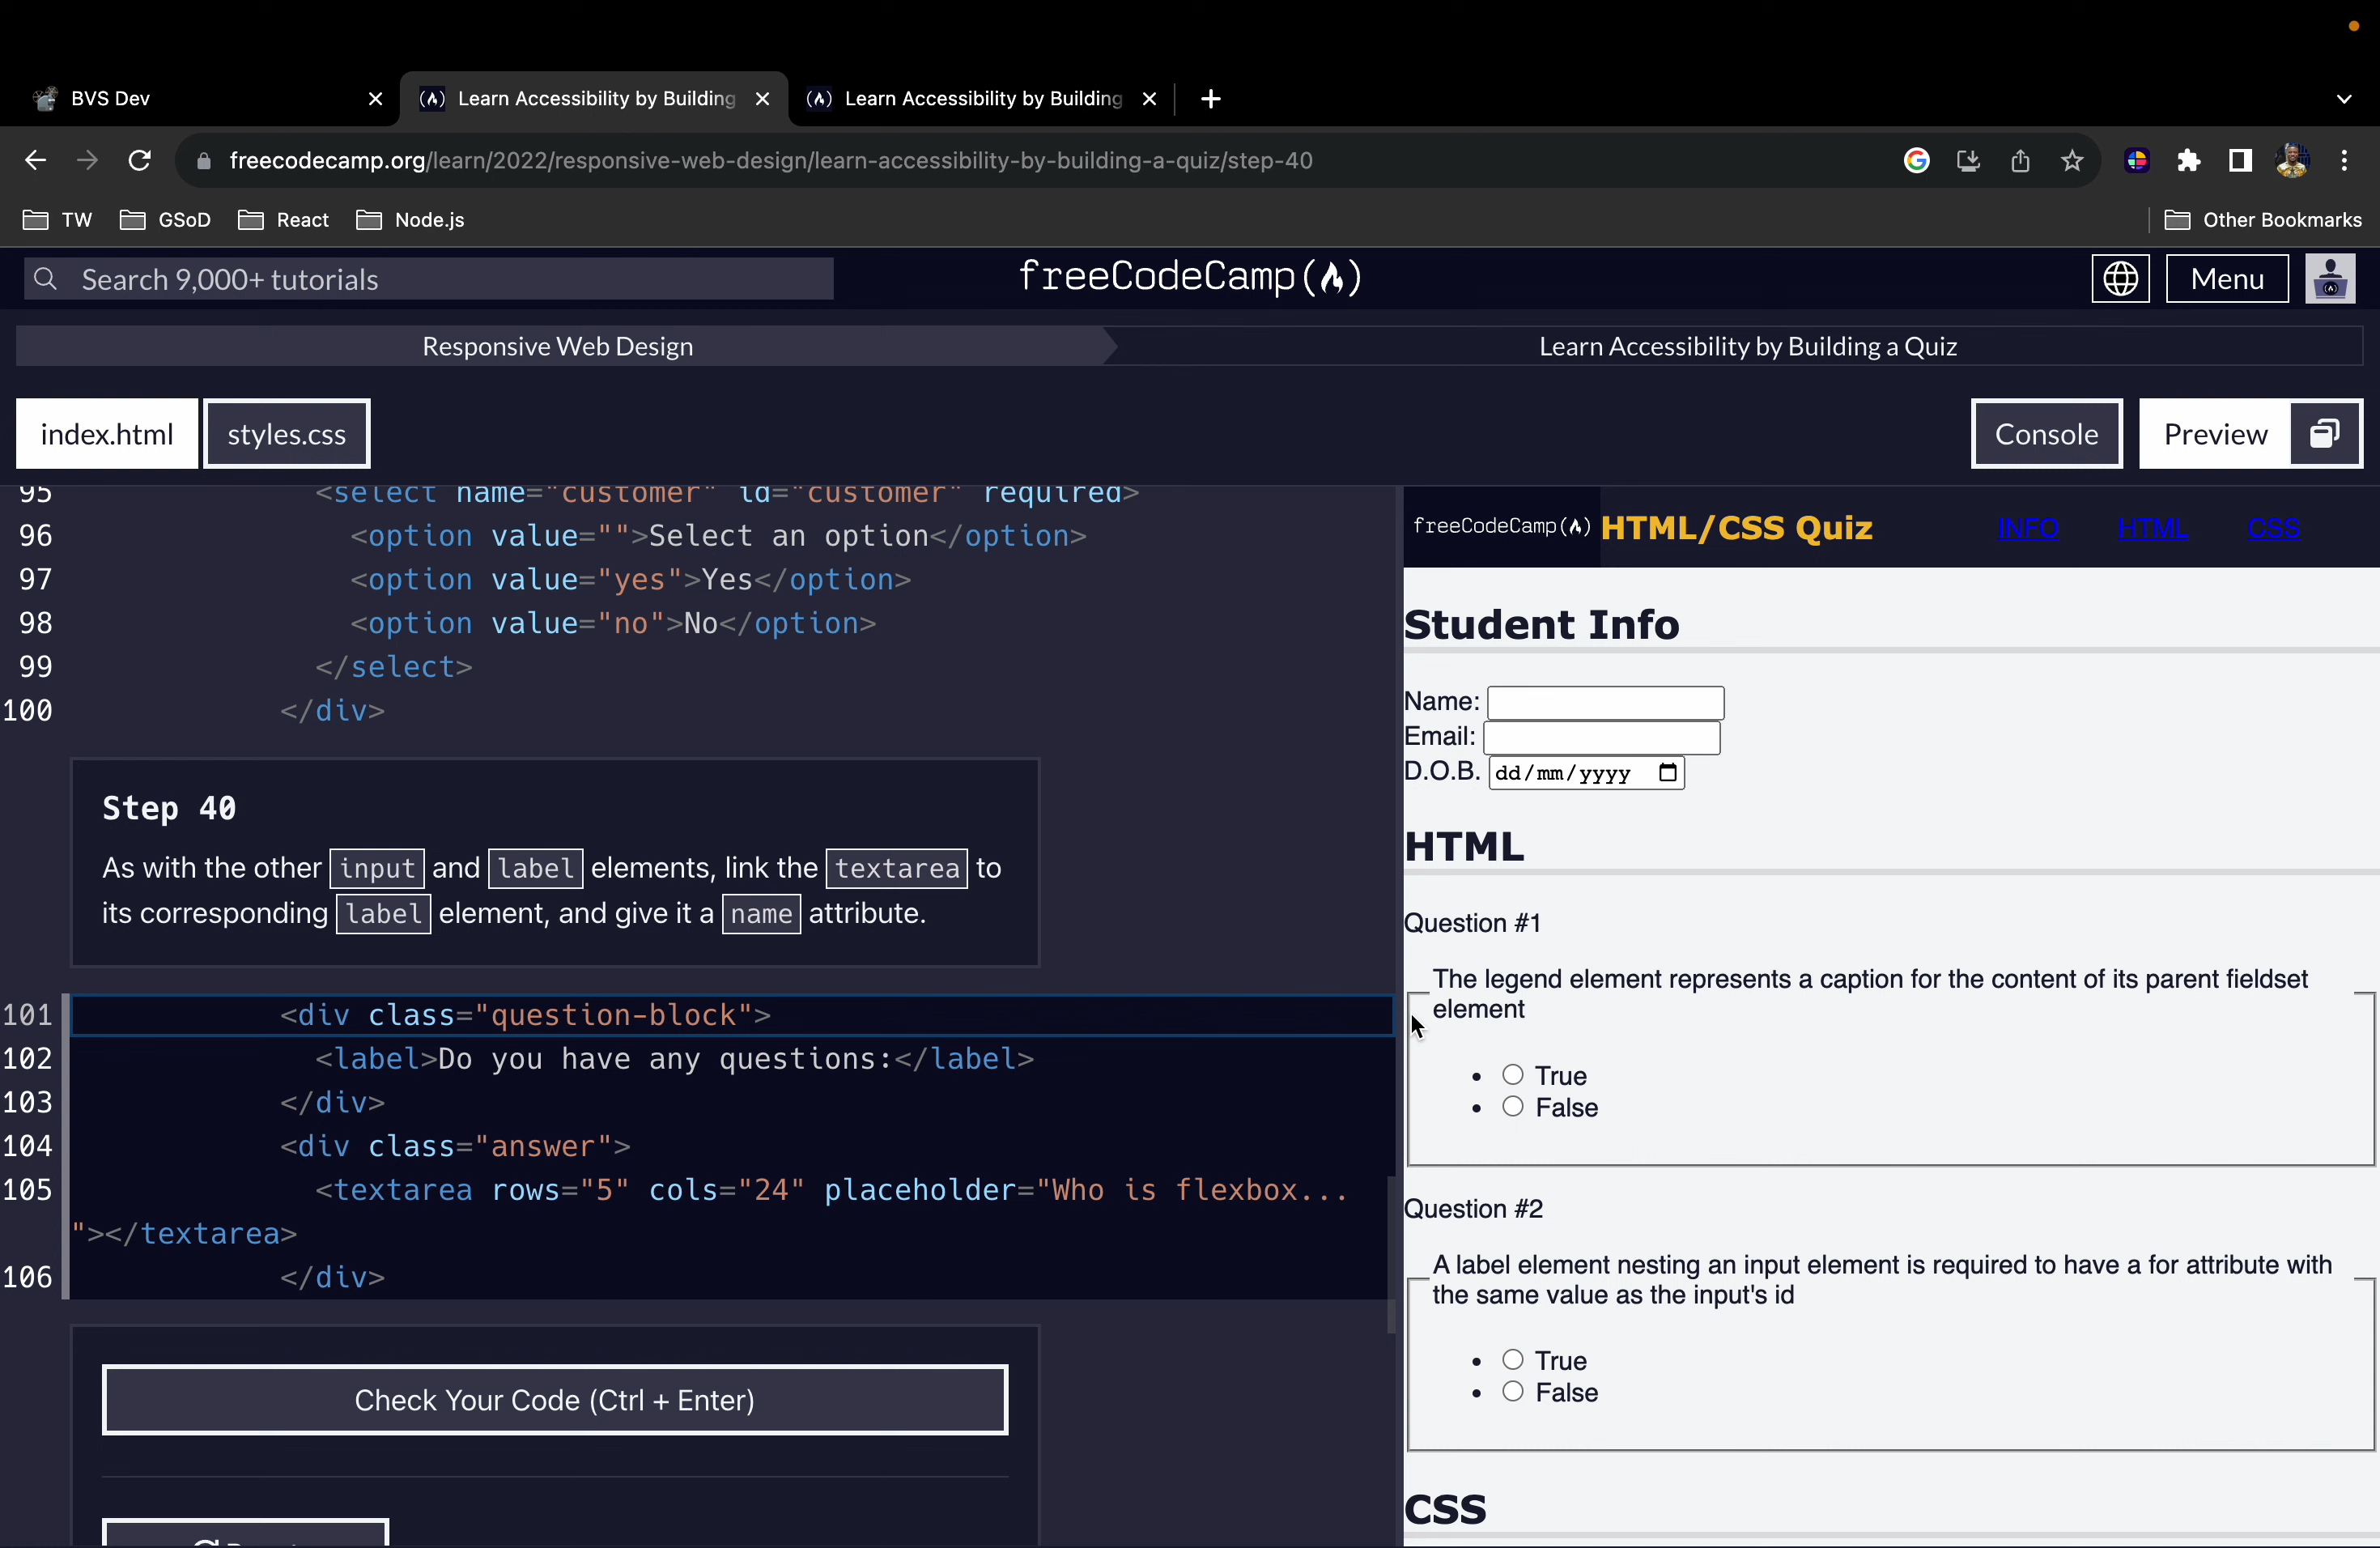 BVS Dev
Learn Accessibility by Building
Learn Accessibility by Building
freecodecamp.org/learn/2022/responsive-web-design/learn-accessibility-by-building-a-quiz/step-40
TW GSoD React Node.js Other Bookmarks
Search 9,000+ tutorials
freeCodeCamp
Menu
Responsive Web Design
Learn Accessibility by Building a Quiz
index.html
styles.css
Console
Preview
95 <select name="customer" id="customer" required>
96 <option value="">Select an option</option>
97 <option value="yes">Yes</option>
98 <option value="no">No</option>
99 </select>
100 </div>
Step 40
As with the other input and label elements, link the textarea to
its corresponding label element, and give it a name attribute.
101 <div class="question-block">
102 <label>Do you have any questions:</label>
103 </div>
104 <div class="answer">
105 <textarea rows="5" cols="24" placeholder="Who is flexbox...
"></textarea>
106 </div>
Check Your Code (Ctrl + Enter)
freeCodeCamp HTML/CSS Quiz INFO HTML CSS
Student Info
Name:
Email:
D.O.B. dd/mm/yyyy
HTML
Question #1
The legend element represents a caption for the content of its parent fieldset
element
True
False
Question #2
A label element nesting an input element is required to have a for attribute with
the same value as the input's id
True
False
CSS